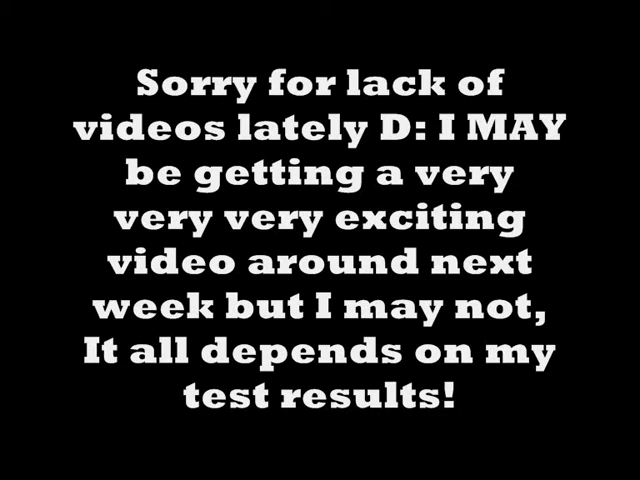 Sorry for lack of
videos lately D: I MAY
be getting a very
very very exciting
video around next
week but I may not,
It all depends on my
test results!